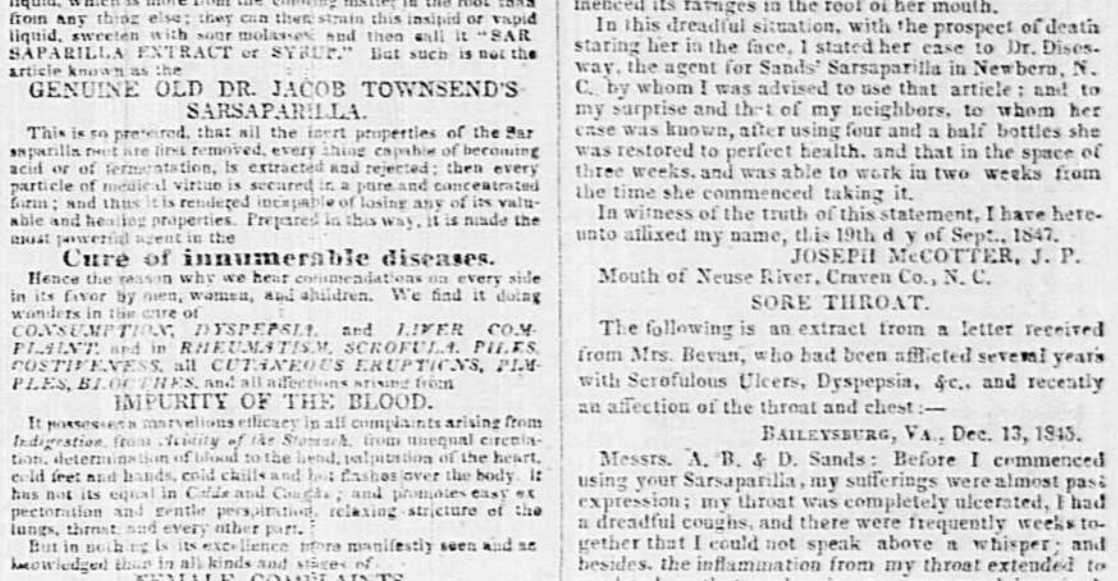 liquid, which is more from the coloring matter in the root than
from any thing else; they can then strain this insipid or vapid
liquid, sweeten with sour molasses and then call it "SAR
SAPARILLA EXTRACT or SYRUP." But such is not the
article known as the
GENUINE OLD DR. JACOB TOWNSEND'S
SARSAPARILLA.
This is so prepared, that all the inert properties of the Sar
saparilla root are first removed, every thing capable of becoming
acid or of fermentation, is extracted and rejected; then every
particle of medical virtue is secured in a pure and concentrated
form; and thus it is rendered incapable of losing any of its valu-
able and healing properties. Prepared in this way, it is made the
most powerful agent in the
Cure of innumerable diseases.
Hence the reason why we hear commendations on every side
in its favor by men, women, and children. We find it doing
wonders in the cure of
CONSUMPTION, DYSPEPSIA, and LIVER COM-
PLAINT, and in RHEUMATISM, SCROFULA, PILES,
COSTIVENESS, all CUTANEOUS ERUPTIONS, PIM-
PLES, BLOCTHES, and all affections arising from
IMPURITY OF THE BLOOD.
It possesses a marvellous efficacy in all complaints arising from
Indigestion, from Acidity of the Stomach, from unequal circula-
tion, determination of blood to the head, palpitation of the heart,
cold feet and hands, cold chills and hot flashes over the body. It
has not its equal in Colds and Coughs; and promotes easy ex
pectoration and gentle perspiration, relaxing stricture of the
lungs, throat and every other part.
But in nothing is its excellence more manifestly seen and ac
knowledged than in all kinds and stages of
FEMALE COMPLAINTS
menced its ravages in the roof of her mouth.
In this dreadful situation, with the prospect of death
staring her in the face, I stated her case to Dr. Disos-
way, the agent for Sands' Sarsaparilla in Newbern, N.
C. by whom I was advised to use that article; and to
my surprise and that of my neighbors, to whom her
case was known, after using four and a half bottles she
was restored to perfect health, and that in the space of
three weeks, and was able to work in two weeks from
the time she commenced taking it.
In witness of the truth of this statement, I have here-
unto affixed my name, this 19th d y of Sept., 1847.
JOSEPH McCOTTER, J. P.
Mouth of Neuse River, Craven Co., N. C.
SORE THROAT.
The following is an extract from a letter received
from Mrs. Bevan, who had been afflicted several years
with Scrofulous Ulcers, Dyspepsia, &c., and recently
an affection of the throat and chest:—
BAILEYSBURG, VA., Dec. 13, 1845.
Messrs. A. B. & D. Sands: Before I commenced
using your Sarsaparilla, my sufferings were almost past
expression; my throat was completely ulcerated, I had
a dreadful coughs, and there were frequently weeks to-
gether that I could not speak above a whisper; and
besides, the inflammation from my throat extended to